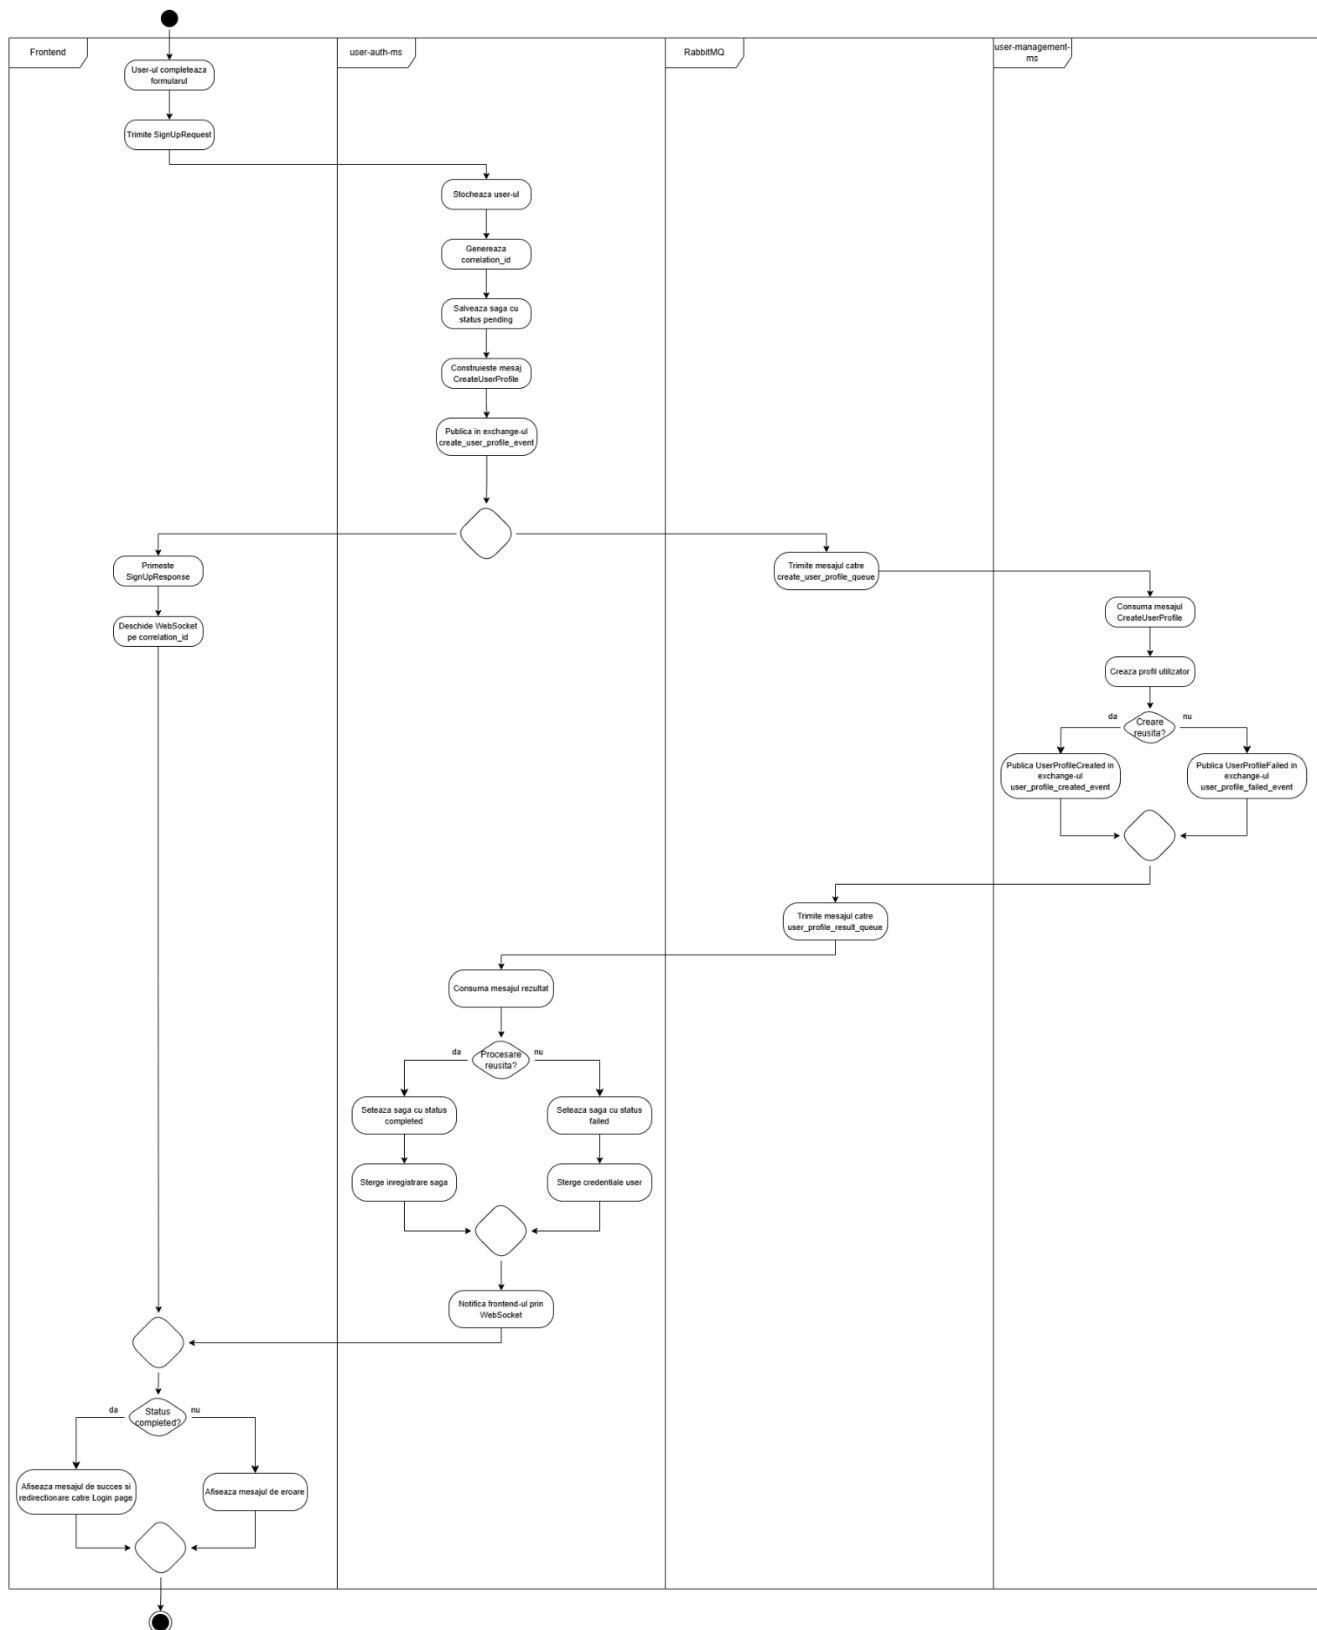 Frontend
user-auth-ms
RabbitMQ
user-management-
ms
User-ul completeaza
formularul
Trimite SignUpRequest
Stocheaza user-ul
Genereaza
correlation_id
Salveaza saga cu
status pending
Construieste mesaj
CreateUserProfile
Publica in exchange-ul
create_user_profile_event
Primeste
SignUpResponse
Deschide WebSocket
pe correlation_id
Trimite mesajul catre
create_user_profile_queue
Consuma mesajul
CreateUserProfile
Creaza profil utilizator
da
Creare
reusita?
nu
Publica UserProfileCreated in
exchange-ul
user_profile_created_event
Publica UserProfileFailed in
exchange-ul
user_profile_failed_event
Trimite mesajul catre
user_profile_result_queue
Consuma mesajul rezultat
da
Procesare
reusita?
nu
Seteaza saga cu status
completed
Seteaza saga cu status
failed
Sterge inregistrare saga
Sterge credentiale user
Notifica frontend-ul prin
WebSocket
da
Status
completed?
nu
Afiseaza mesajul de succes si
redirectionare catre Login page
Afiseaza mesajul de eroare